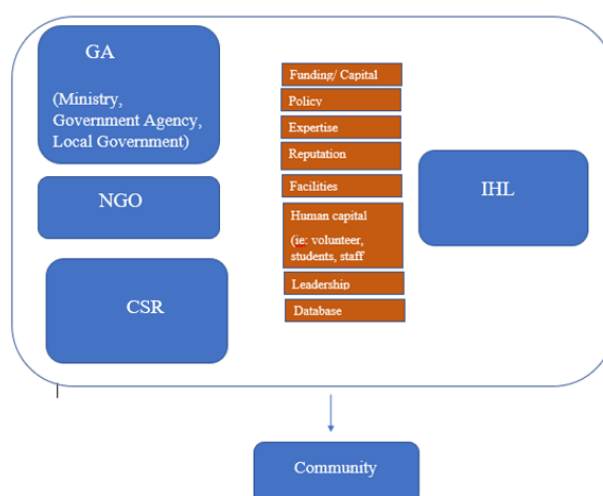 GA
(Ministry,
Government Agency,
Local Government)
NGO
CSR
Funding/ Capital
Policy
Expertise
Reputation
Facilities
Human capital
(ie: volunteer,
students, staff
Leadership
Database
IHL
Community